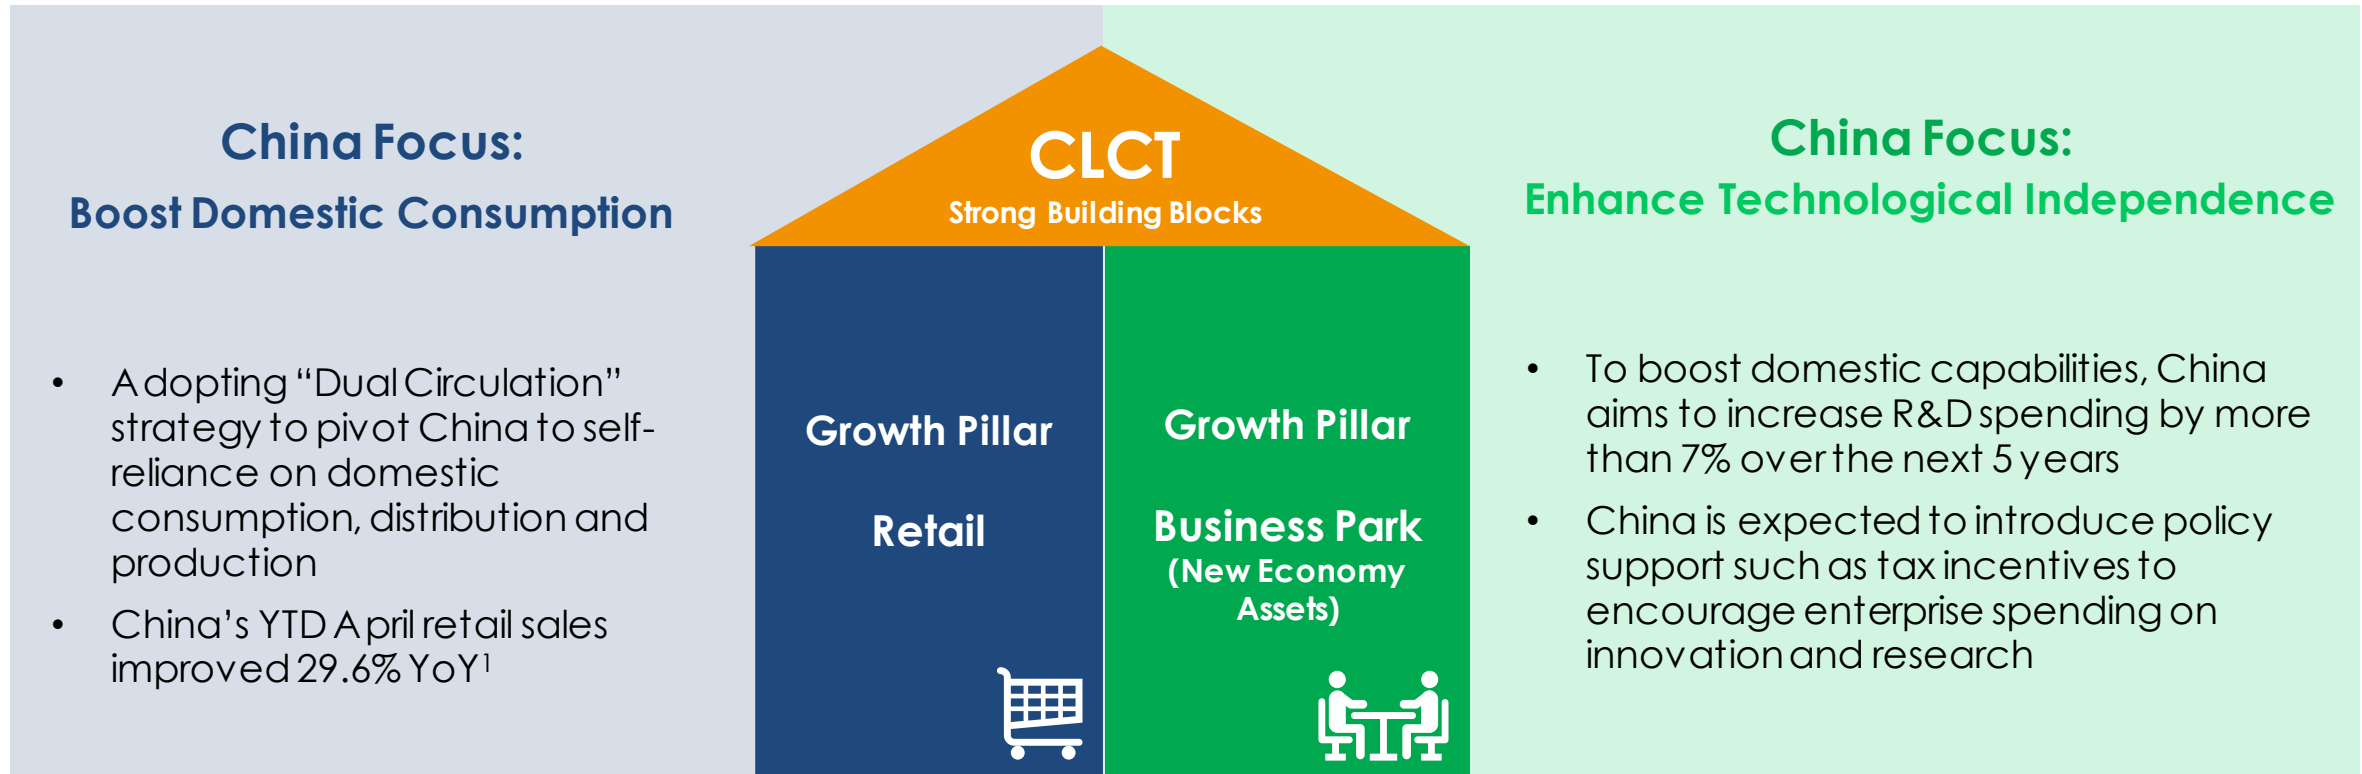 China Focus:
Boost Domestic Consumption
• Adopting “Dual Circulation”
strategy to pivot China to self-
reliance on domestic
consumption, distribution and
production
• China’s YTD April retail sales
improved 29.6% YoY¹
CLCT
Strong Building Blocks
Growth Pillar
Retail
Growth Pillar
Business Park
(New Economy
Assets)
China Focus:
Enhance Technological Independence
• To boost domestic capabilities, China
aims to increase R&D spending by more
than 7% over the next 5 years
• China is expected to introduce policy
support such as tax incentives to
encourage enterprise spending on
innovation and research